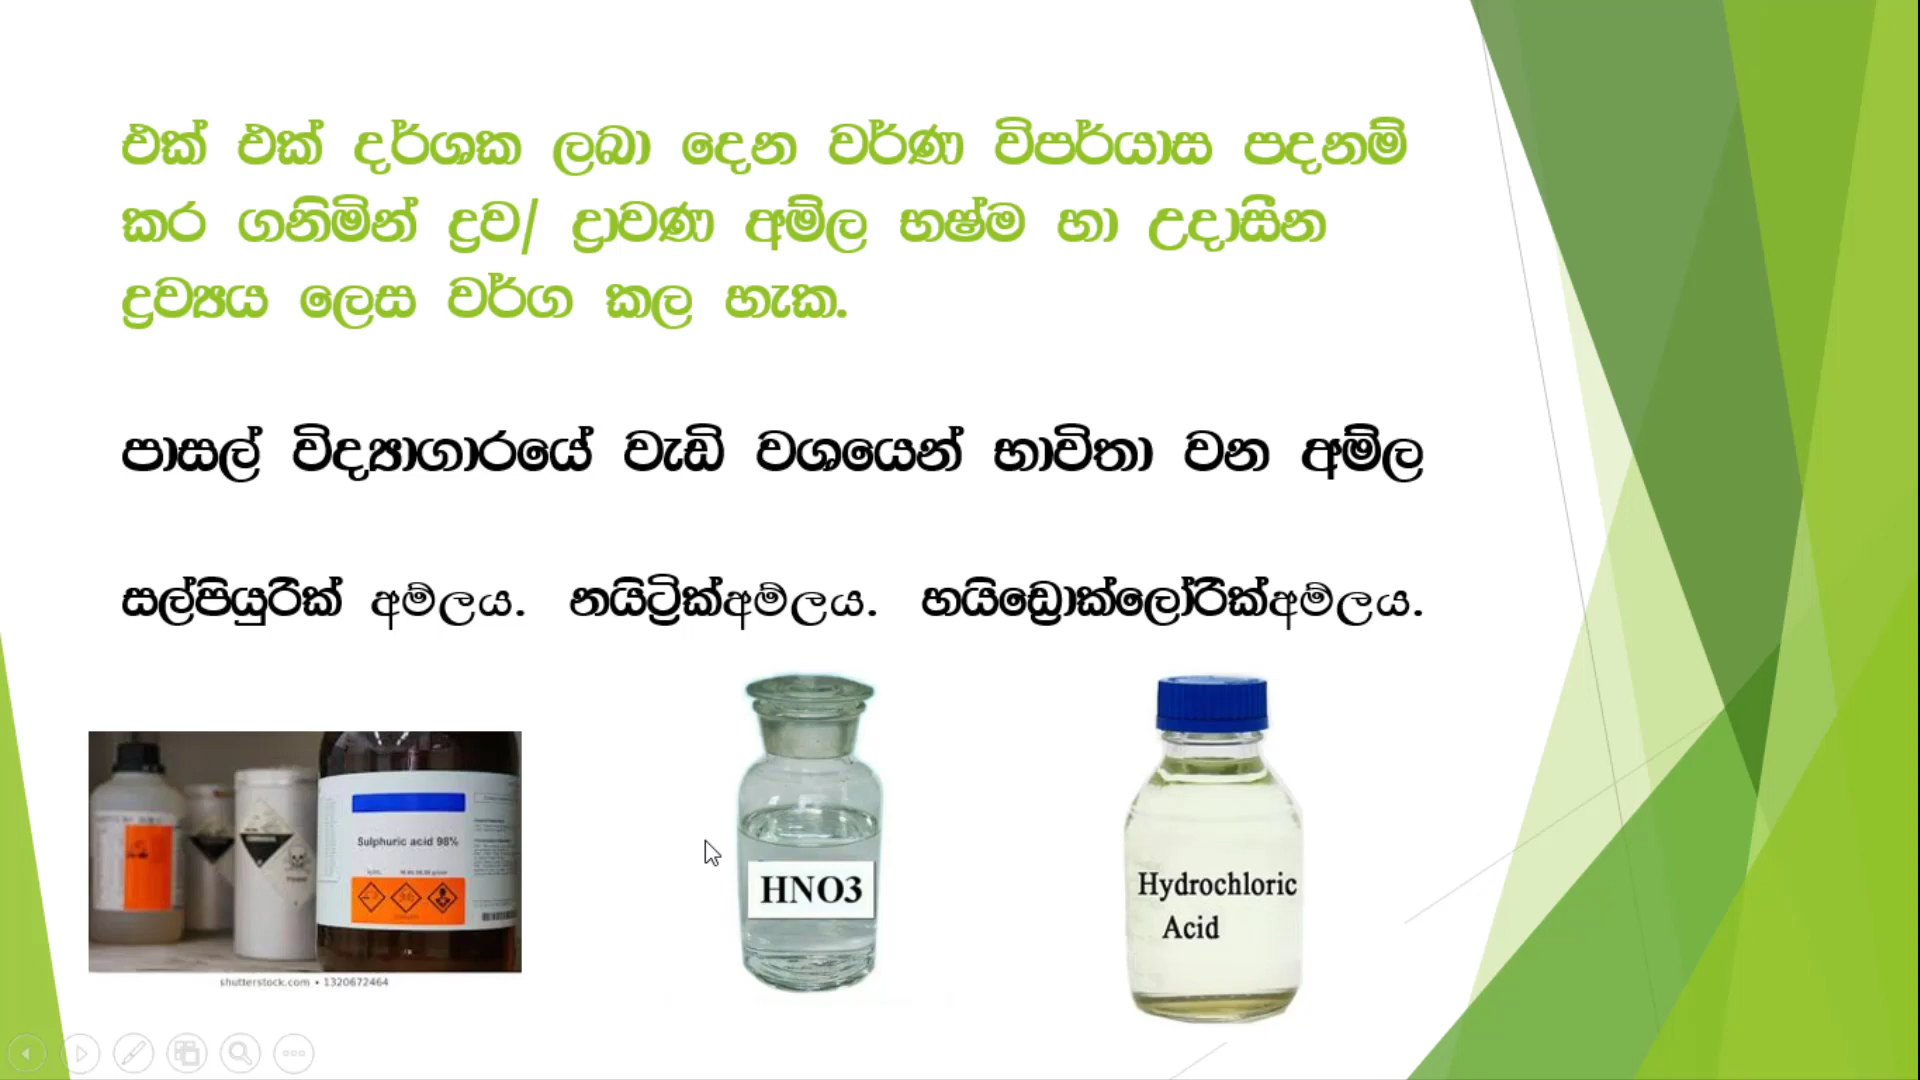 එක් එක් දර්ශක ලබා දෙන වර්ණ විපර්යාස පදනම්
කර ගනිමින් ද්‍රව/ ද්‍රාවණ අම්ල භෂ්ම හා උදාසීන
ද්‍රව්‍යය ලෙස වර්ග කල හැක.
පාසල් විද්‍යාගාරයේ වැඩි වශයෙන් භාවිතා වන අම්ල
සල්පියුරික් අම්ලය. නයිට්‍රික්අම්ලය. හයිඩ්‍රොක්ලෝරික්අම්ලය.
Sulphuric acid 98%
HNO3
Hydrochloric
Acid
shutterstock.com • 1320672464